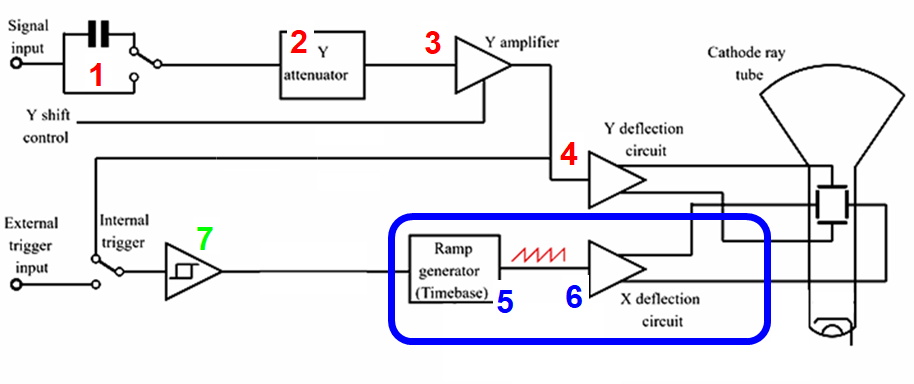 Signal
input
1
2
Y
attenuator
3
Y amplifier
Cathode ray
tube
Y shift
control
4
Y deflection
circuit
External
trigger
input
Internal
trigger
7
Ramp
generator
(Timebase)
5
6
X deflection
circuit